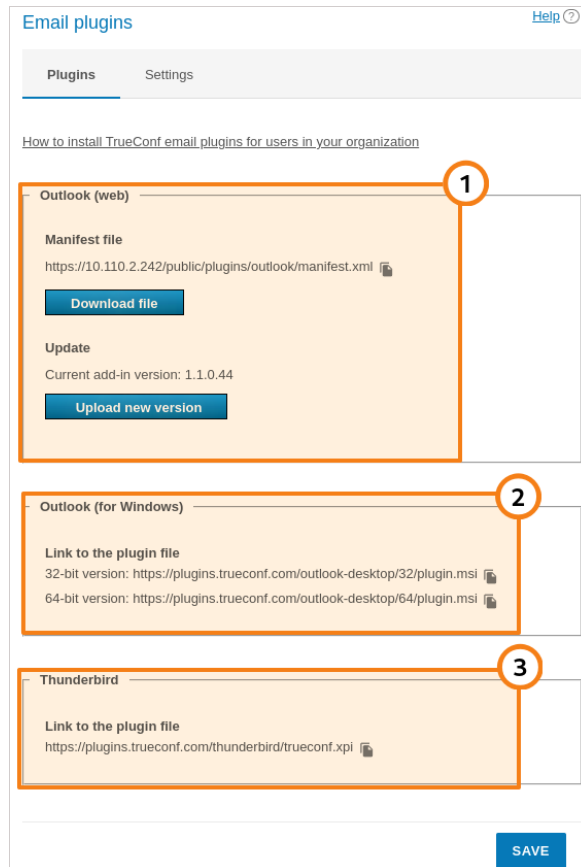 Email plugins
Help ?
Plugins Settings
How to install TrueConf email plugins for users in your organization
1
Outlook (web)
Manifest file
https://10.110.2.242/public/plugins/outlook/manifest.xml
Download file
Update
Current add-in version: 1.1.0.44
Upload new version
2
Outlook (for Windows)
Link to the plugin file
32-bit version: https://plugins.trueconf.com/outlook-desktop/32/plugin.msi
64-bit version: https://plugins.trueconf.com/outlook-desktop/64/plugin.msi
3
Thunderbird
Link to the plugin file
https://plugins.trueconf.com/thunderbird/trueconf.xpi
SAVE